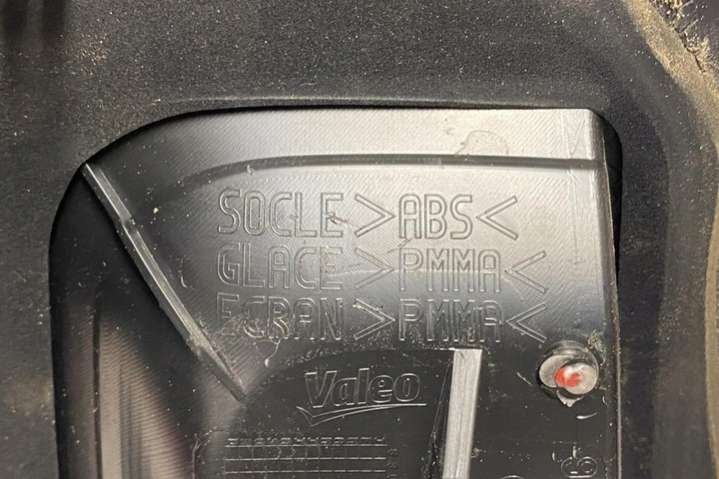 SOCLE >ABS<
GLACE >PMMA<
ECRAN >PMMA<
Valeo